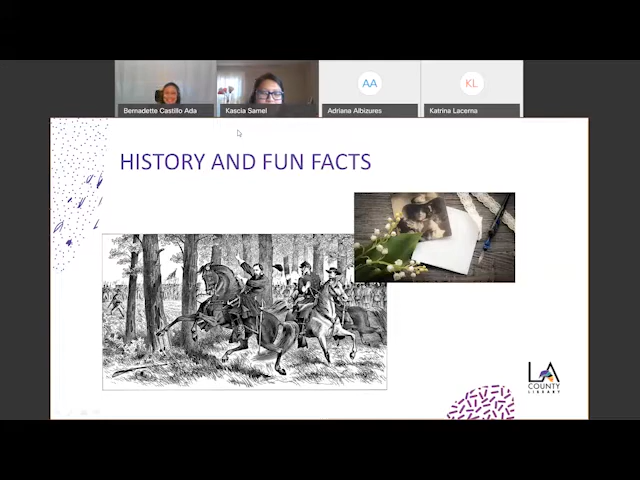 AA
KL
Bernadette Castillo Ada
Kascia Samel
Adriana Albizures
Katrina Lacerna
HISTORY AND FUN FACTS
LA
COUNTY
LIBRARY